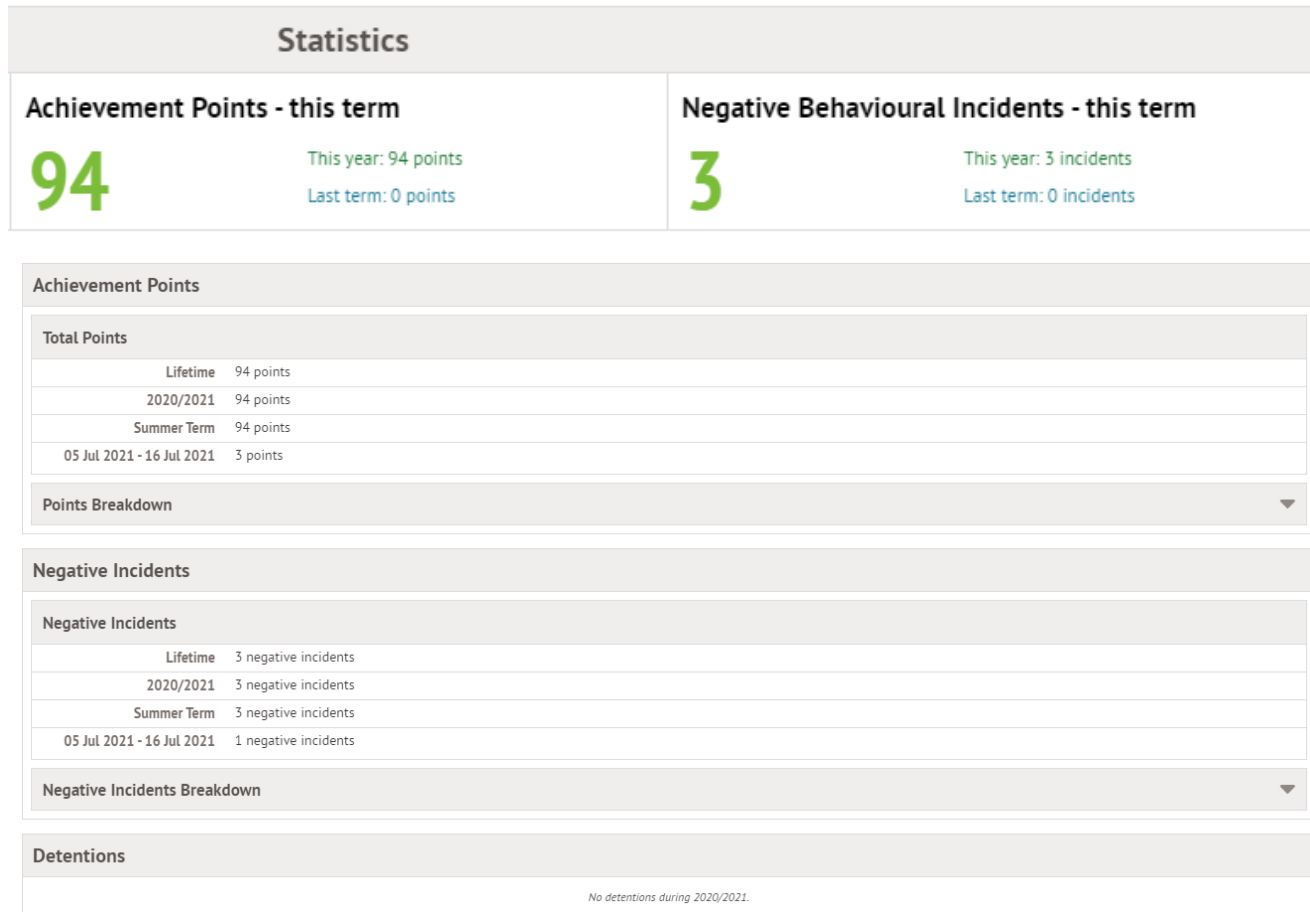 Statistics
Achievement Points - this term
94
This year: 94 points
Last term: 0 points
Negative Behavioural Incidents - this term
3
This year: 3 incidents
Last term: 0 incidents
Achievement Points
Total Points
Lifetime 94 points
2020/2021 94 points
Summer Term 94 points
05 Jul 2021 - 16 Jul 2021 3 points
Points Breakdown
Negative Incidents
Negative Incidents
Lifetime 3 negative incidents
2020/2021 3 negative incidents
Summer Term 3 negative incidents
05 Jul 2021 - 16 Jul 2021 1 negative incidents
Negative Incidents Breakdown
Detentions
No detentions during 2020/2021.